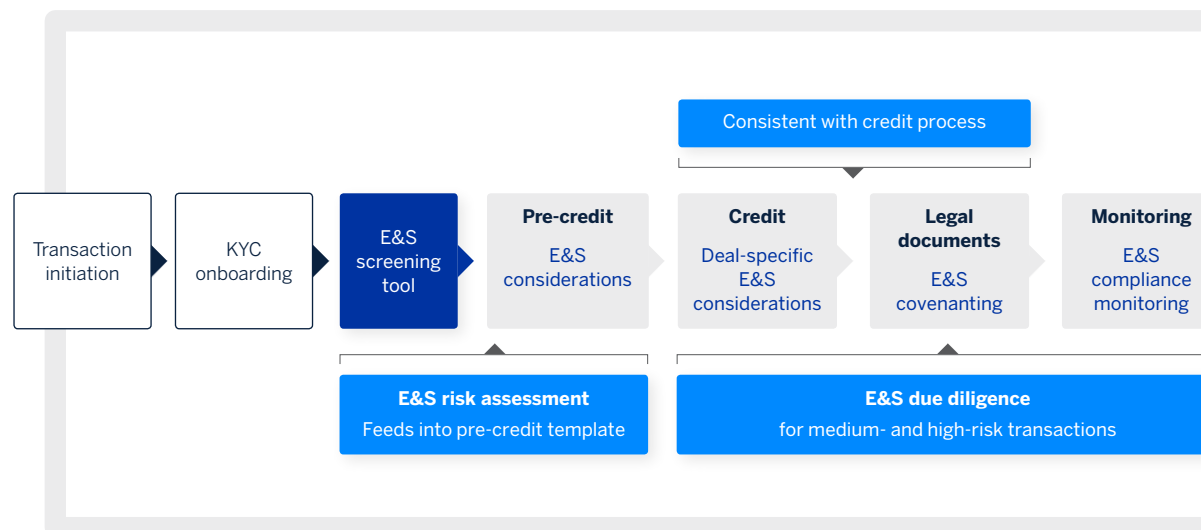 Consistent with credit process
Transaction
initiation
KYC
onboarding
E&S
screening
tool
Pre-credit
E&S
considerations
Credit
Deal-specific
E&S
considerations
Legal
documents
E&S
covenanting
Monitoring
E&S
compliance
monitoring
E&S risk assessment
Feeds into pre-credit template
E&S due diligence
for medium- and high-risk transactions